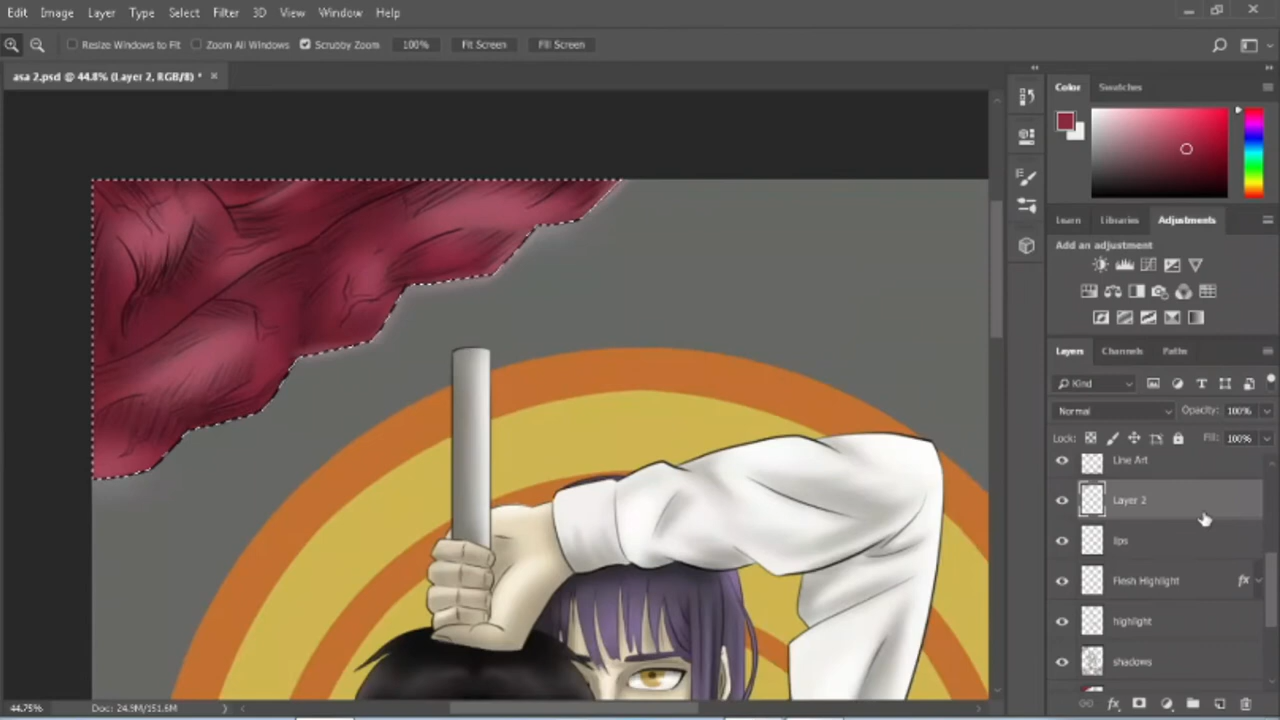 Edit Image Layer Type Select Filter 3D View Window Help
Resize Windows to Fit Zoom All Windows Scrubby Zoom 100% Fit Screen Fill Screen
asa 2.psd @ 44.8% (Layer 2, RGB/8) * ×
Color Swatches
Learn Libraries Adjustments
Add an adjustment
Layers Channels Paths
Kind
Normal Opacity: 100%
Lock: Fill: 100%
Line Art
Layer 2
lips
Flesh Highlight fx
highlight
shadows
44.75% Doc: 24.9M/151.6M
fx